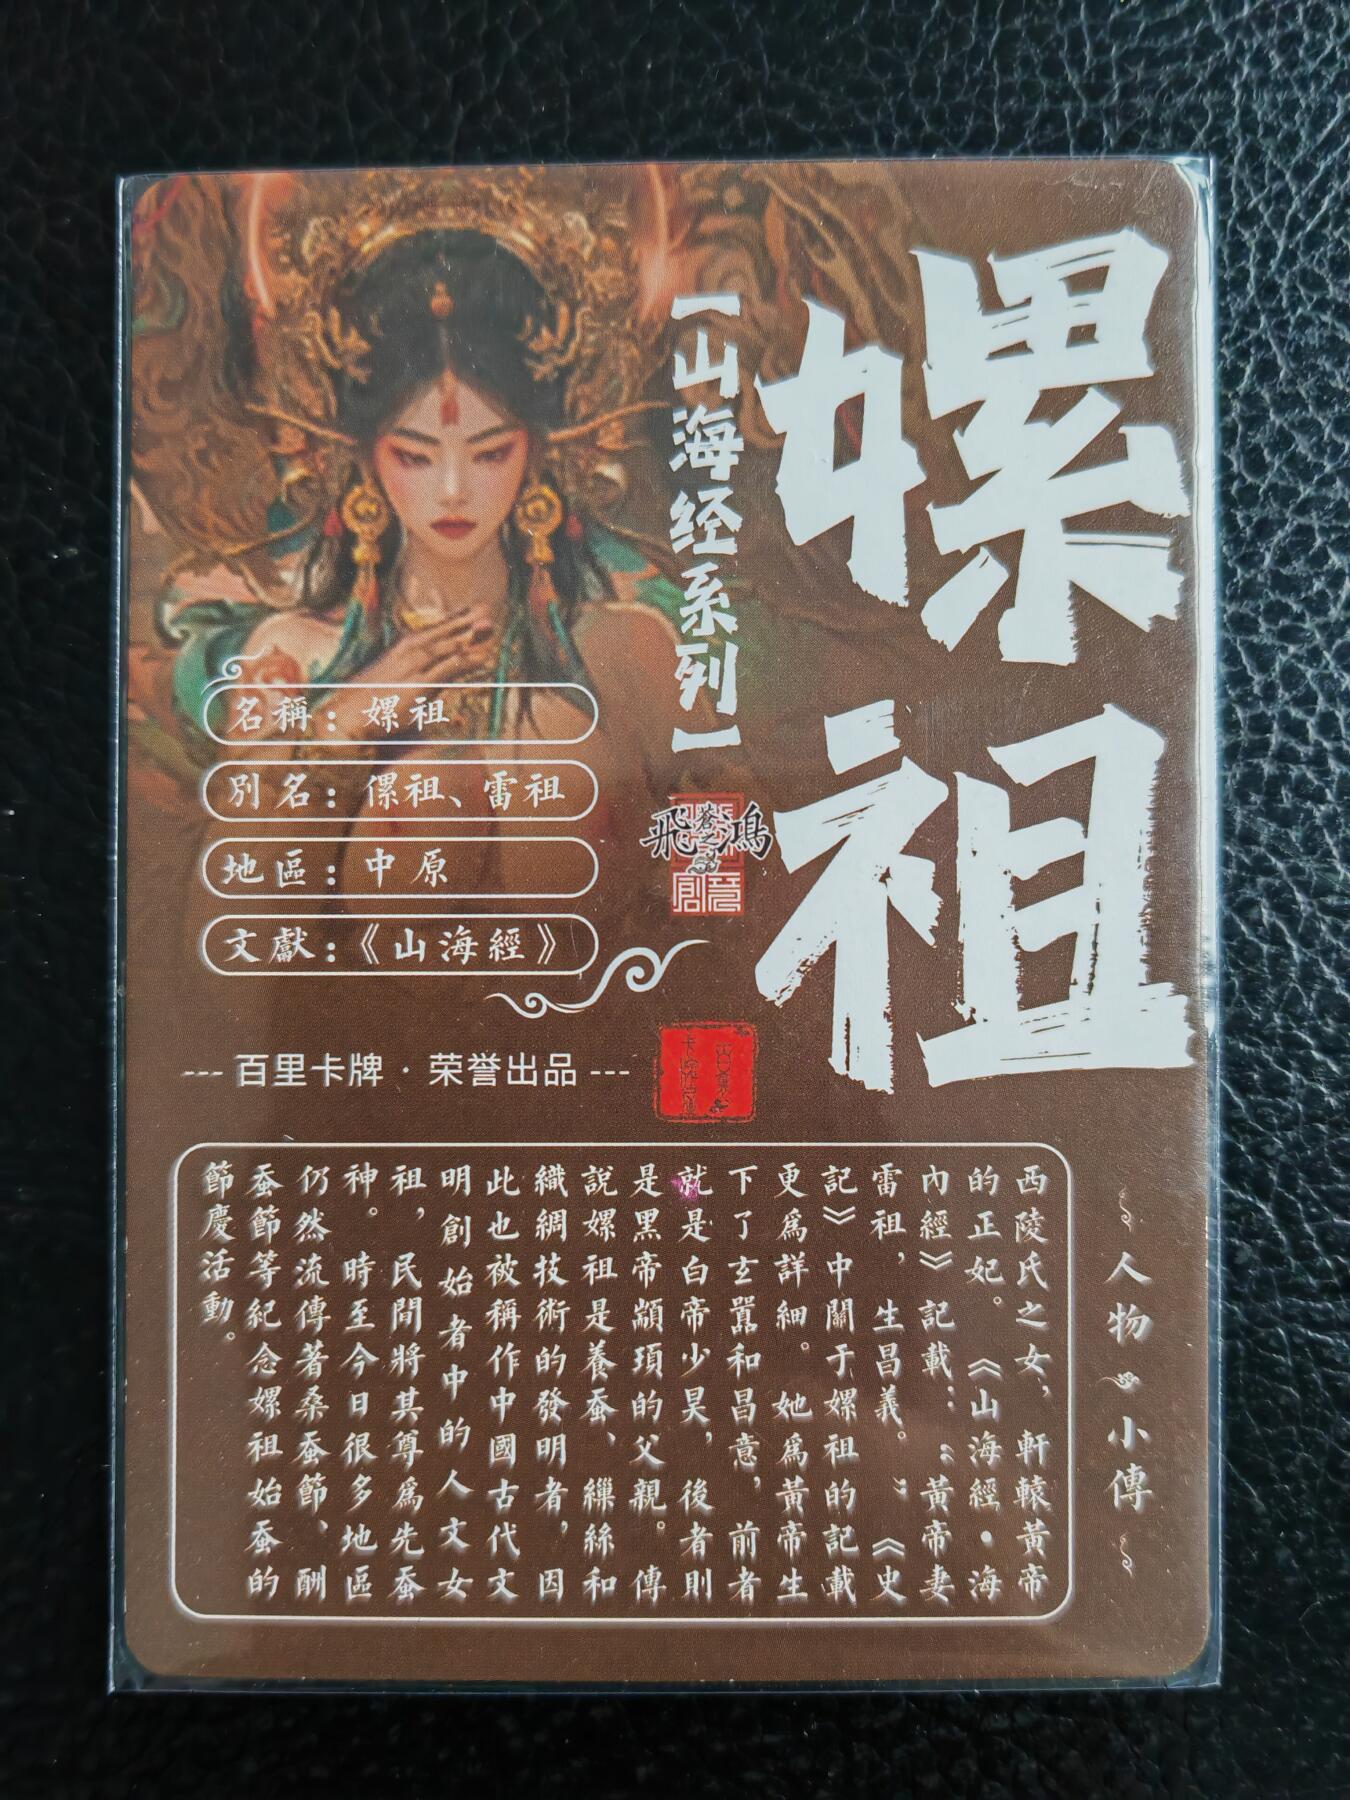 嫘祖
【山海经系列】
飛鴻
名稱：嫘祖
別名：傫祖、雷祖
地區：中原
文獻：《山海經》
--- 百里卡牌 · 荣誉出品 ---
人物 小傳
西陵氏之女，軒轅黃帝
的正妃。《山海經·海
內經》記載：“黃帝妻
雷祖，生昌義。”《史
記》中關于嫘祖的記載
更爲詳細。她爲黃帝生
下了玄囂和昌意，前者
就是白帝少昊，後者則
是黑帝顓頊的父親。傳
說嫘祖是養蚕、繅絲和
織綢技術的發明者，因
此也被稱作中國古代文
明創始者中的人文女
祖，民間將其尊爲先蚕
神。時至今日很多地區
仍然流傳著桑蚕節、酬
蚕節等紀念嫘祖始蚕的
節慶活動。